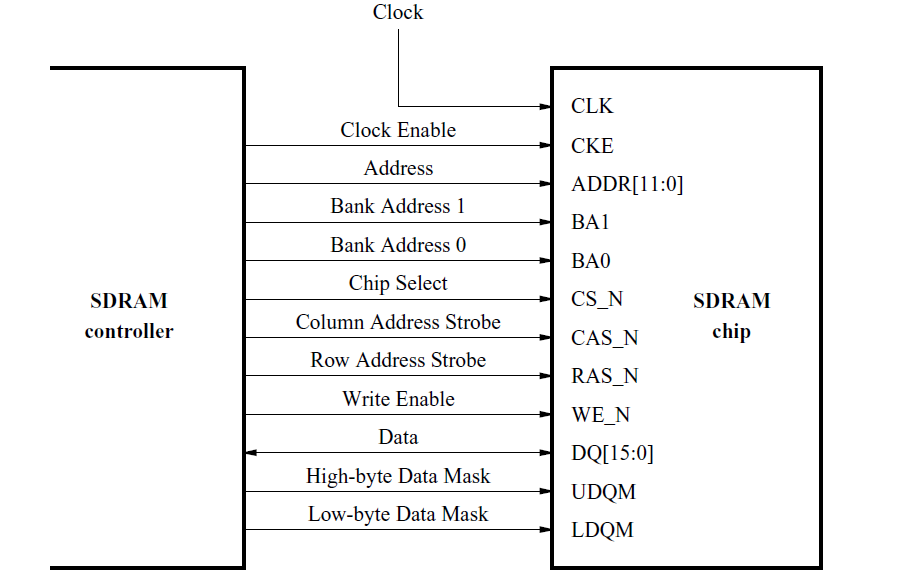 Clock
CLK
Clock Enable
CKE
Address
ADDR[11:0]
Bank Address 1
BA1
Bank Address 0
BA0
Chip Select
CS_N
SDRAM
controller
SDRAM
chip
Column Address Strobe
CAS_N
Row Address Strobe
RAS_N
Write Enable
WE_N
Data
DQ[15:0]
High-byte Data Mask
UDQM
Low-byte Data Mask
LDQM